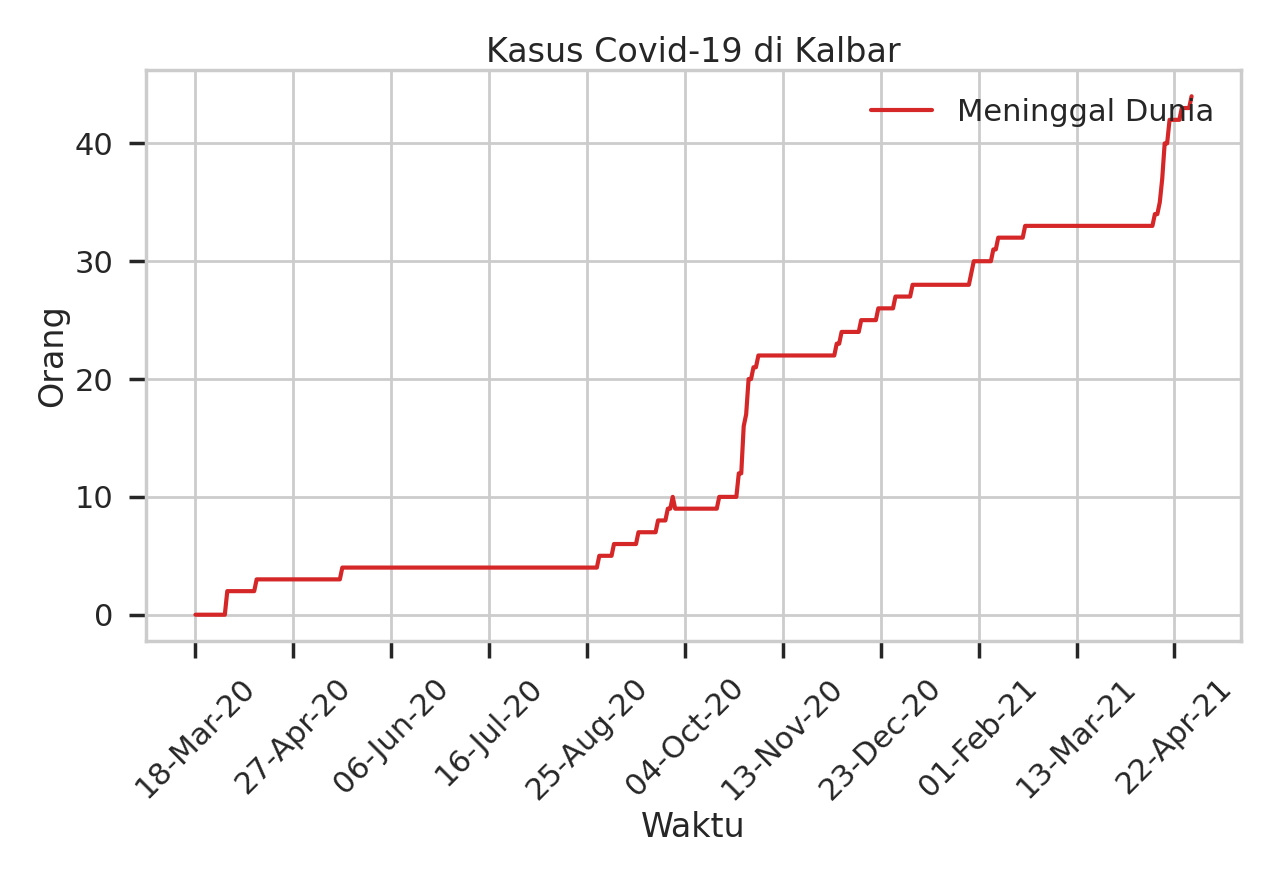 Kasus Covid-19 di Kalbar
Meninggal Dunia
Orang
40
30
20
10
0
18-Mar-20
27-Apr-20
06-Jun-20
16-Jul-20
25-Aug-20
04-Oct-20
13-Nov-20
23-Dec-20
01-Feb-21
13-Mar-21
22-Apr-21
Waktu